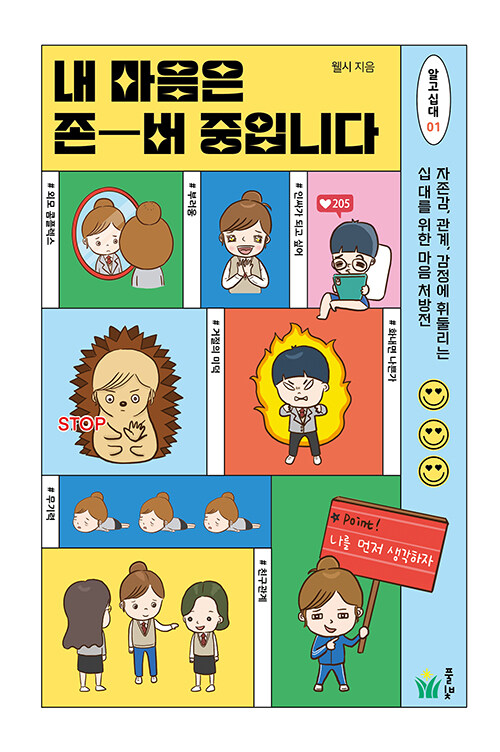 내 마음은
존—버 중입니다
웰시 지음
알고십대
01
자존감, 관계, 감정에 휘둘리는
십 대를 위한 마음 처방전
# 외모 콤플렉스
# 부러움
# 인싸가 되고 싶어
205
# 거절의 미덕
STOP
# 화내면 나쁜가
# 무기력
# 친구관계
Point!
나를 먼저 생각하자
풀빛